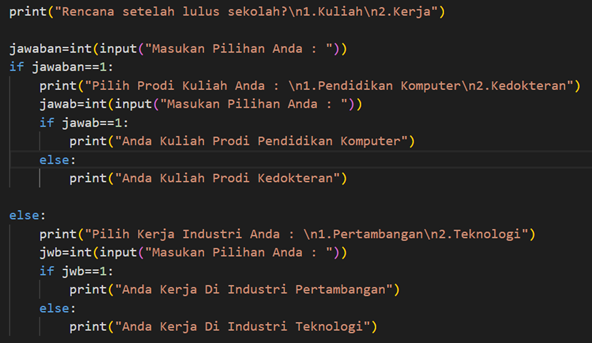 print("Rencana setelah lulus sekolah?\n1.Kuliah\n2.Kerja")
jawaban=int(input("Masukan Pilihan Anda : "))
if jawaban==1:
    print("Pilih Prodi Kuliah Anda : \n1.Pendidikan Komputer\n2.Kedokteran")
    jawab=int(input("Masukan Pilihan Anda : "))
    if jawab==1:
        print("Anda Kuliah Prodi Pendidikan Komputer")
    else:
        print("Anda Kuliah Prodi Kedokteran")
else:
    print("Pilih Kerja Industri Anda : \n1.Pertambangan\n2.Teknologi")
    jwb=int(input("Masukan Pilihan Anda : "))
    if jwb==1:
        print("Anda Kerja Di Industri Pertambangan")
    else:
        print("Anda Kerja Di Industri Teknologi")